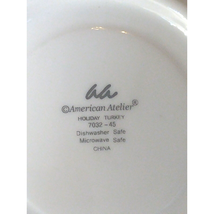 aa
©American Atelier®
HOLIDAY TURKEY
7032-45
Dishwasher Safe
Microwave Safe
CHINA